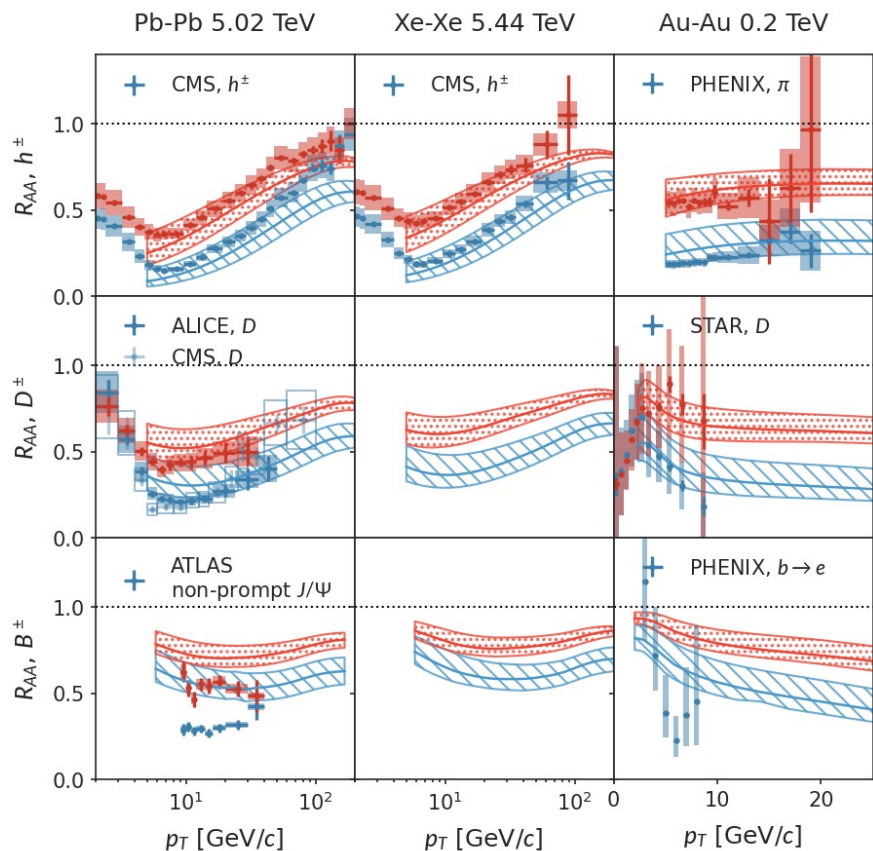 Pb-Pb 5.02 TeV
Xe-Xe 5.44 TeV
Au-Au 0.2 TeV
R_AA, h^±
1.0
0.5
0.0
CMS, h^±
CMS, h^±
PHENIX, π
R_AA, D^±
1.0
0.5
0.0
ALICE, D
CMS, D
STAR, D
R_AA, B^±
1.0
0.5
0.0
ATLAS
non-prompt J/Ψ
PHENIX, b → e
10^1
10^2
10^1
10^2
0
10
20
p_T [GeV/c]
p_T [GeV/c]
p_T [GeV/c]